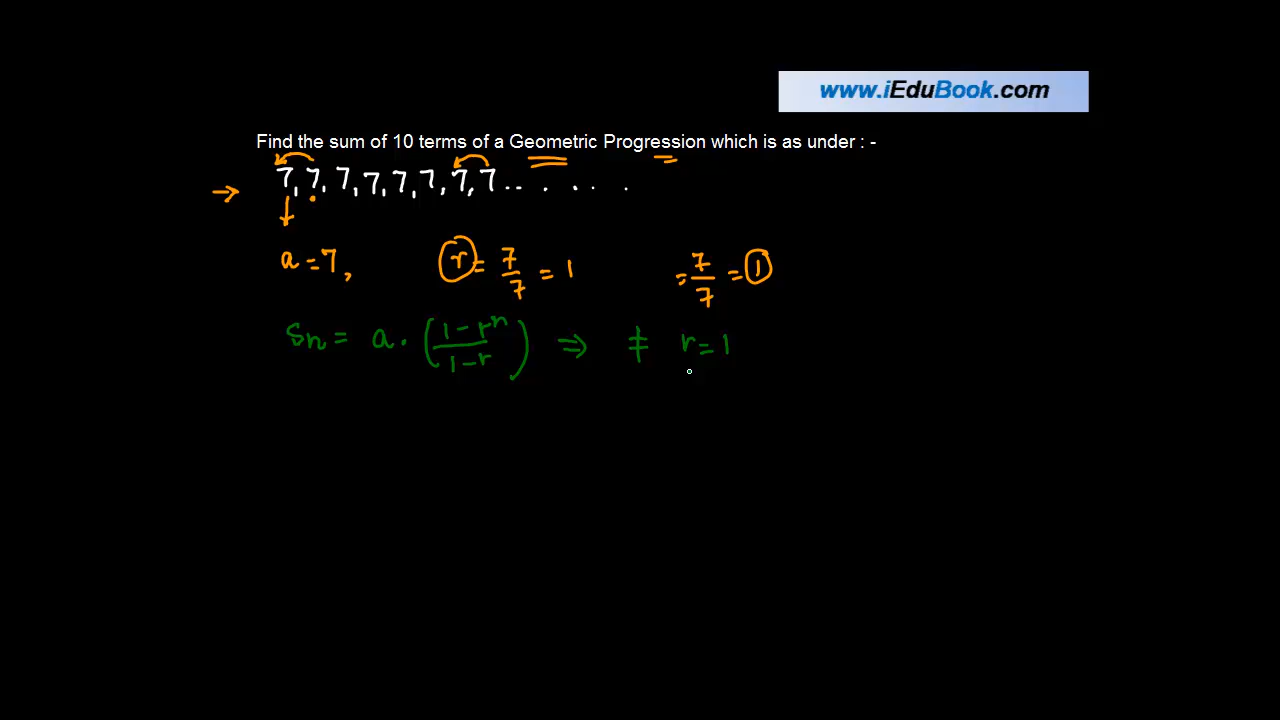 www.iEduBook.com
Find the sum of 10 terms of a Geometric Progression which is as under : -
→ 7, 7, 7, 7, 7, 7, 7, 7 .. . .. .
a = 7, r = 7/7 = 1 = 7/7 = 1
Sn = a . (1 - r^n / 1 - r) ⇒ ≠ r = 1